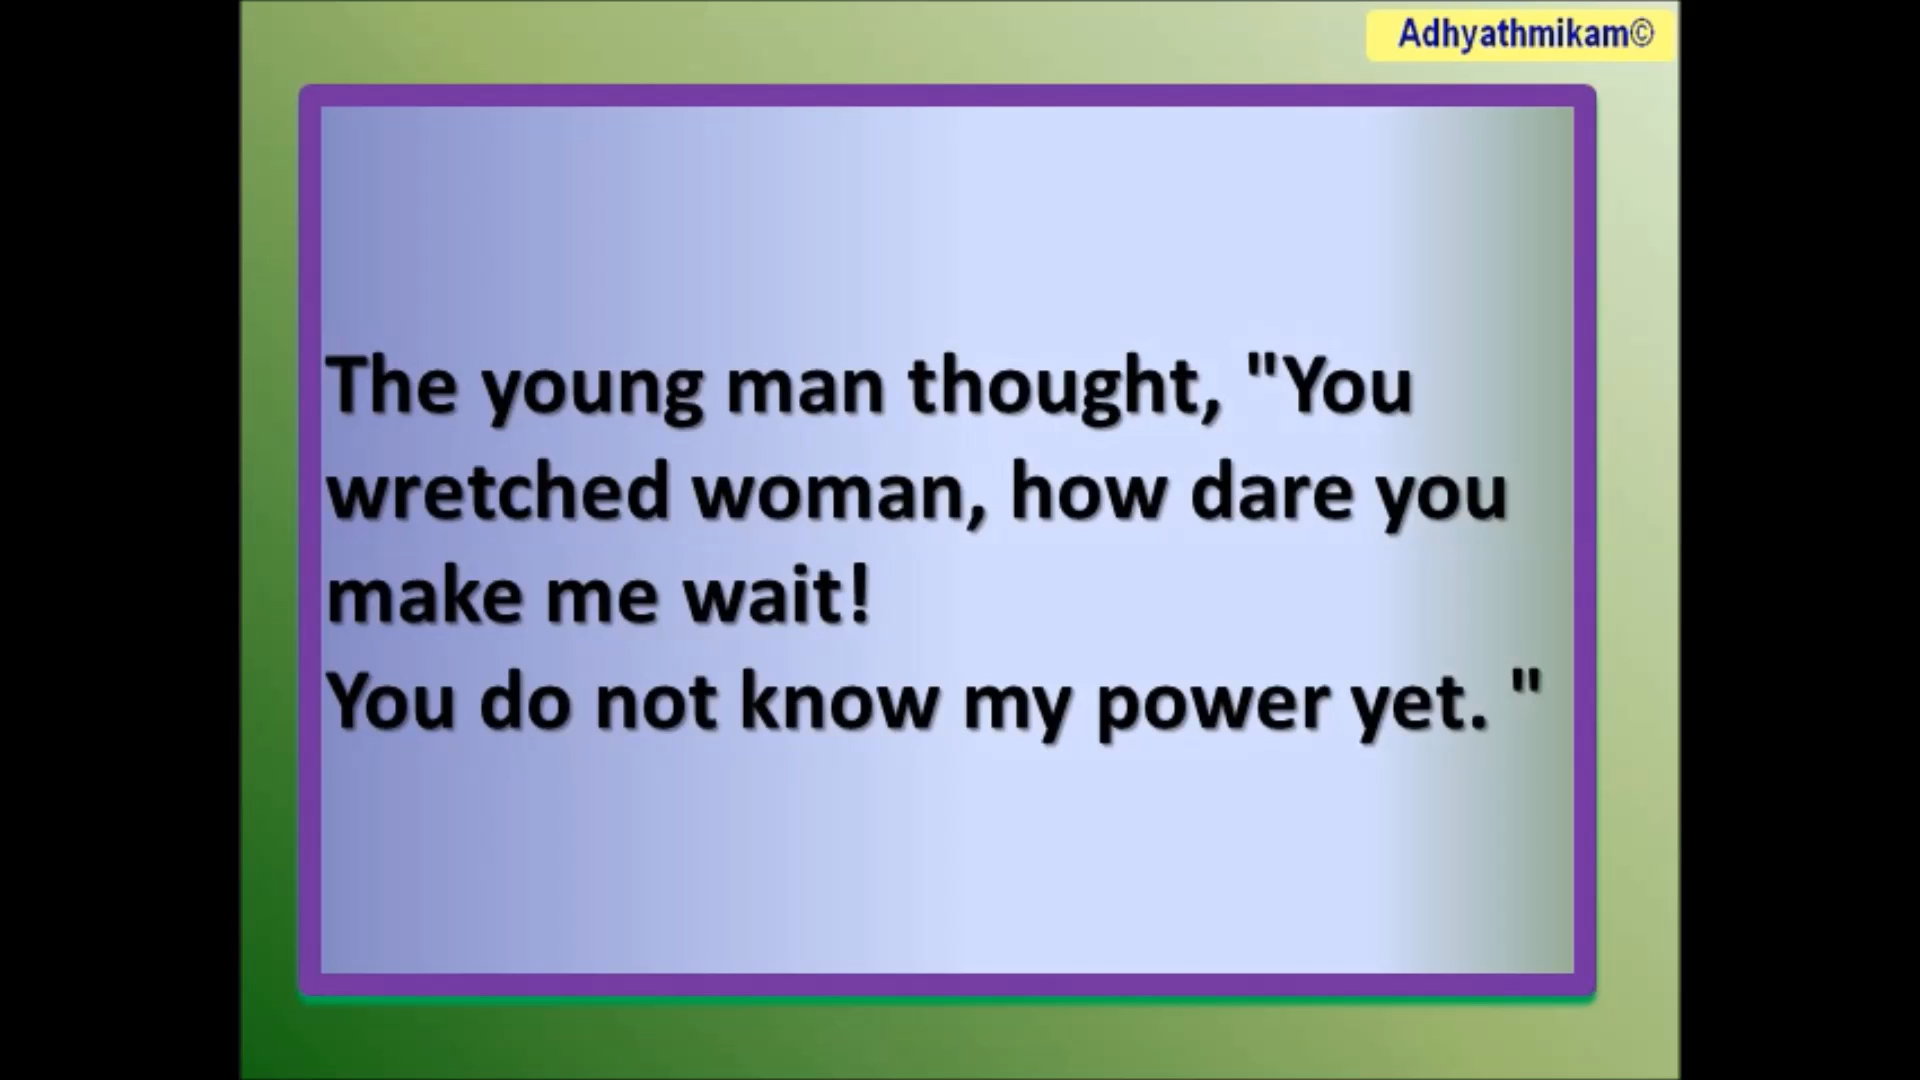 Adhyathmikam©
The young man thought, "You
wretched woman, how dare you
make me wait!
You do not know my power yet. "